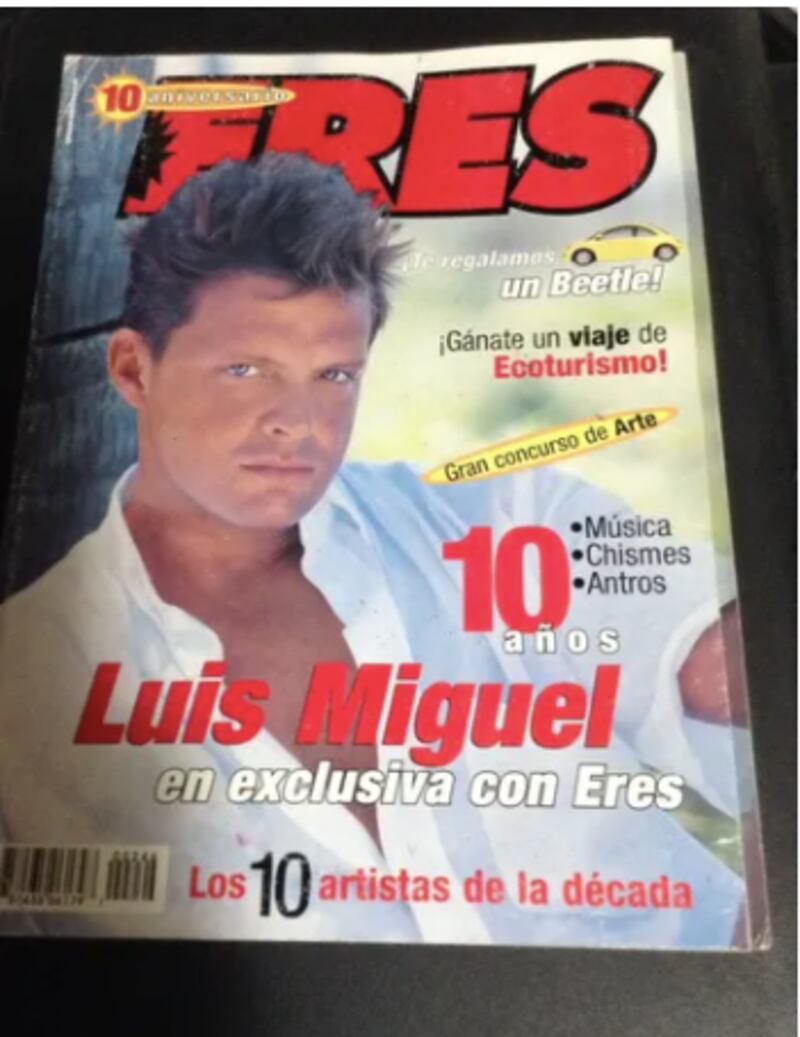 10 aniversario
ERES
¡Te regalamos
un Beetle!
¡Gánate un viaje de
Ecoturismo!
Gran concurso de Arte
10
años
•Música
•Chismes
•Antros
Luis Miguel
en exclusiva con Eres
Los 10 artistas de la década